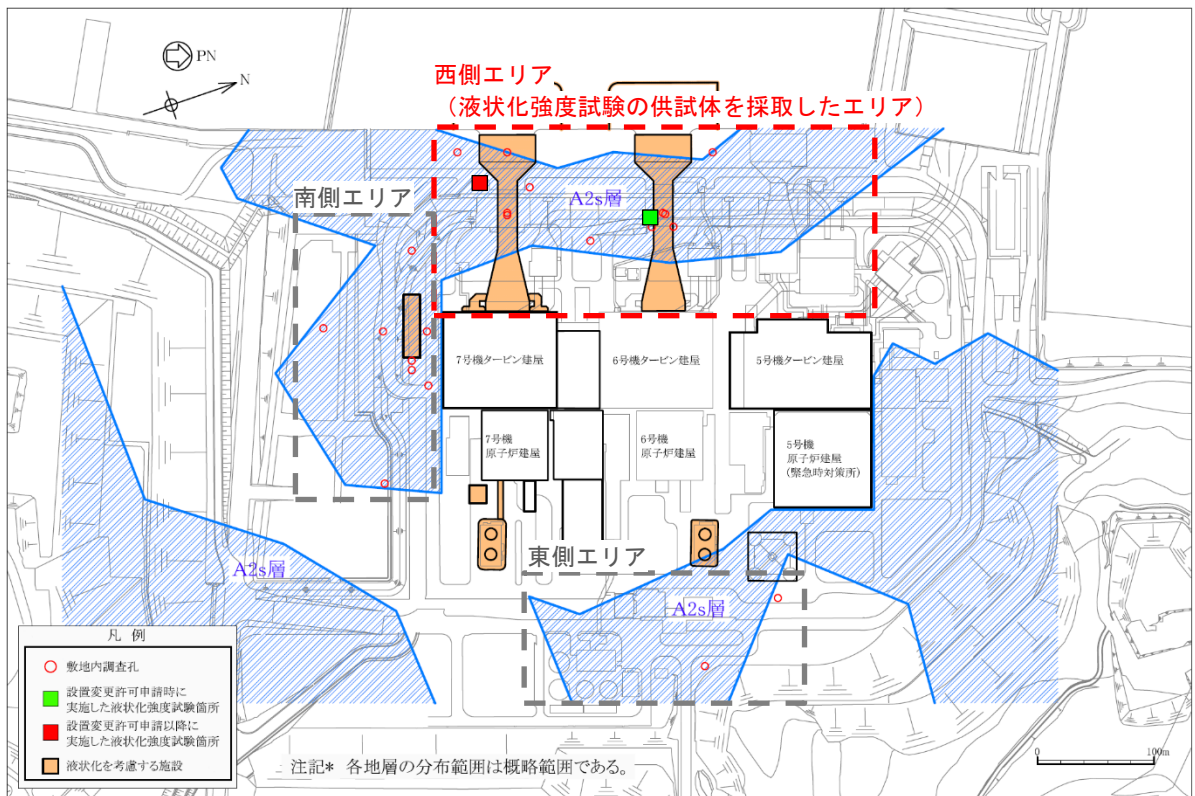 PN
N
西側エリア
（液状化強度試験の供試体を採取したエリア）
南側エリア
A2s層
7号機タービン建屋
6号機タービン建屋
5号機タービン建屋
7号機
原子炉建屋
6号機
原子炉建屋
5号機
原子炉建屋
(緊急時対策所)
東側エリア
A2s層
A2s層
凡 例
敷地内調査孔
設置変更許可申請時に
実施した液状化強度試験箇所
設置変更許可申請以降に
実施した液状化強度試験箇所
液状化を考慮する施設
注記* 各地層の分布範囲は概略範囲である。
0 100m